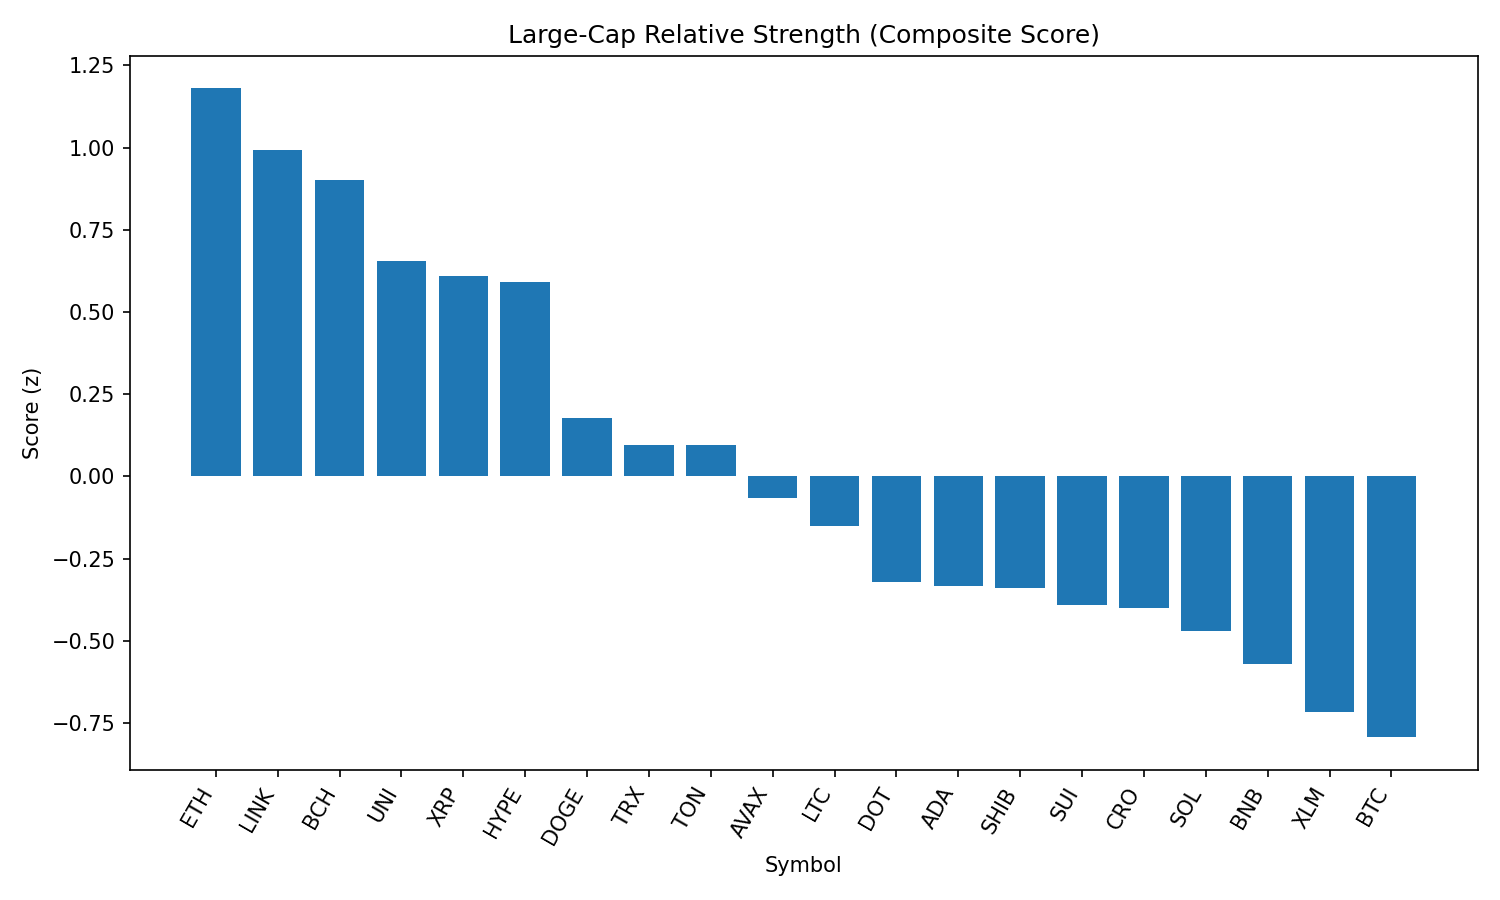 Large-Cap Relative Strength (Composite Score)
1.25
1.00
0.75
0.50
0.25
0.00
−0.25
−0.50
−0.75
Score (z)
ETH LINK BCH UNI XRP HYPE DOGE TRX TON AVAX LTC DOT ADA SHIB SUI CRO SOL BNB XLM BTC
Symbol